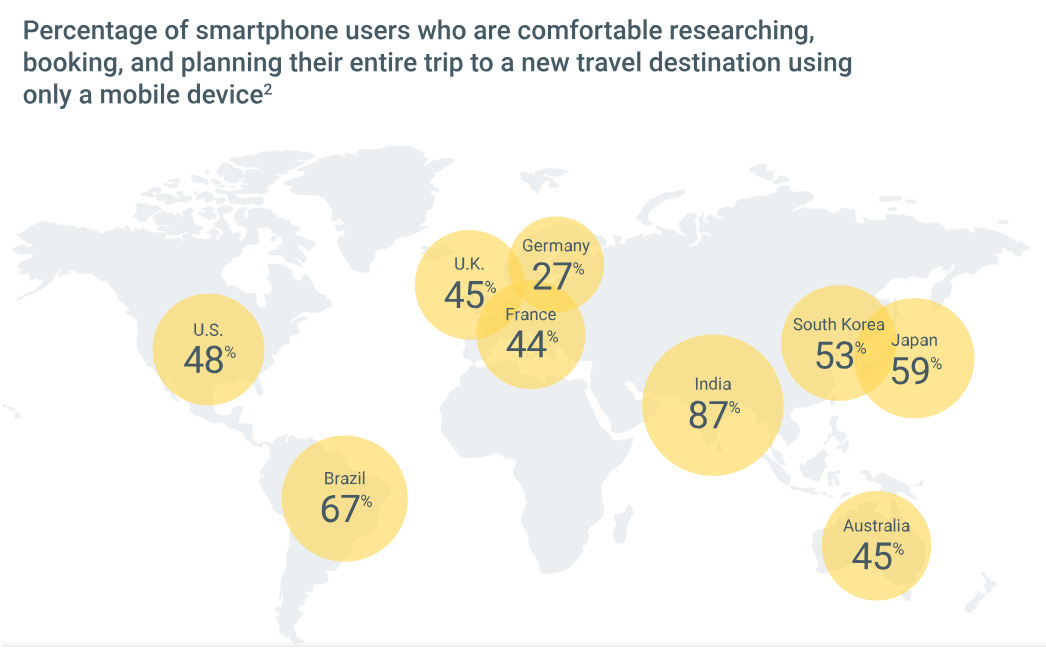 Percentage of smartphone users who are comfortable researching,
booking, and planning their entire trip to a new travel destination using
only a mobile device²
Germany
27%
U.K.
45%
France
44%
U.S.
48%
South Korea
53%
Japan
59%
India
87%
Brazil
67%
Australia
45%